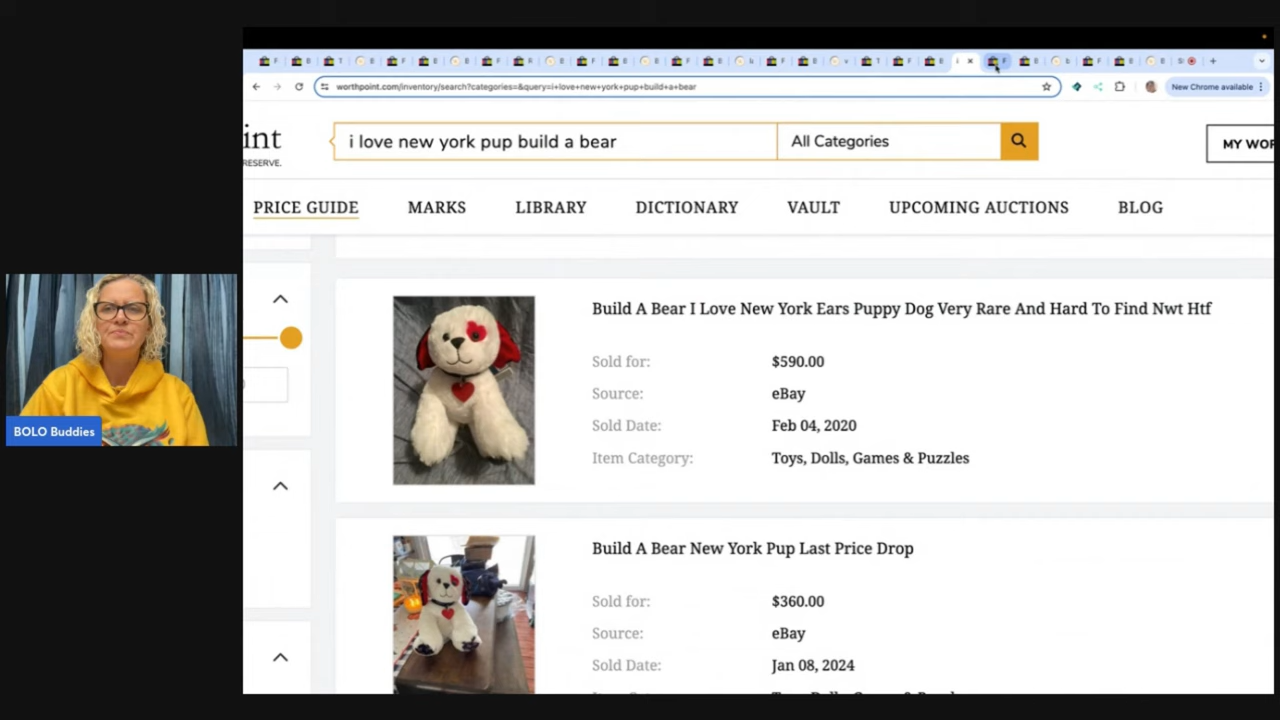 worthpoint.com/inventory/search?categories=&query=i+love+new+york+pup+build+a+bear
New Chrome available
int
RESERVE.
i love new york pup build a bear
All Categories
MY WOR
PRICE GUIDE
MARKS
LIBRARY
DICTIONARY
VAULT
UPCOMING AUCTIONS
BLOG
Build A Bear I Love New York Ears Puppy Dog Very Rare And Hard To Find Nwt Htf
Sold for: $590.00
Source: eBay
Sold Date: Feb 04, 2020
Item Category: Toys, Dolls, Games & Puzzles
BOLO Buddies
Build A Bear New York Pup Last Price Drop
Sold for: $360.00
Source: eBay
Sold Date: Jan 08, 2024